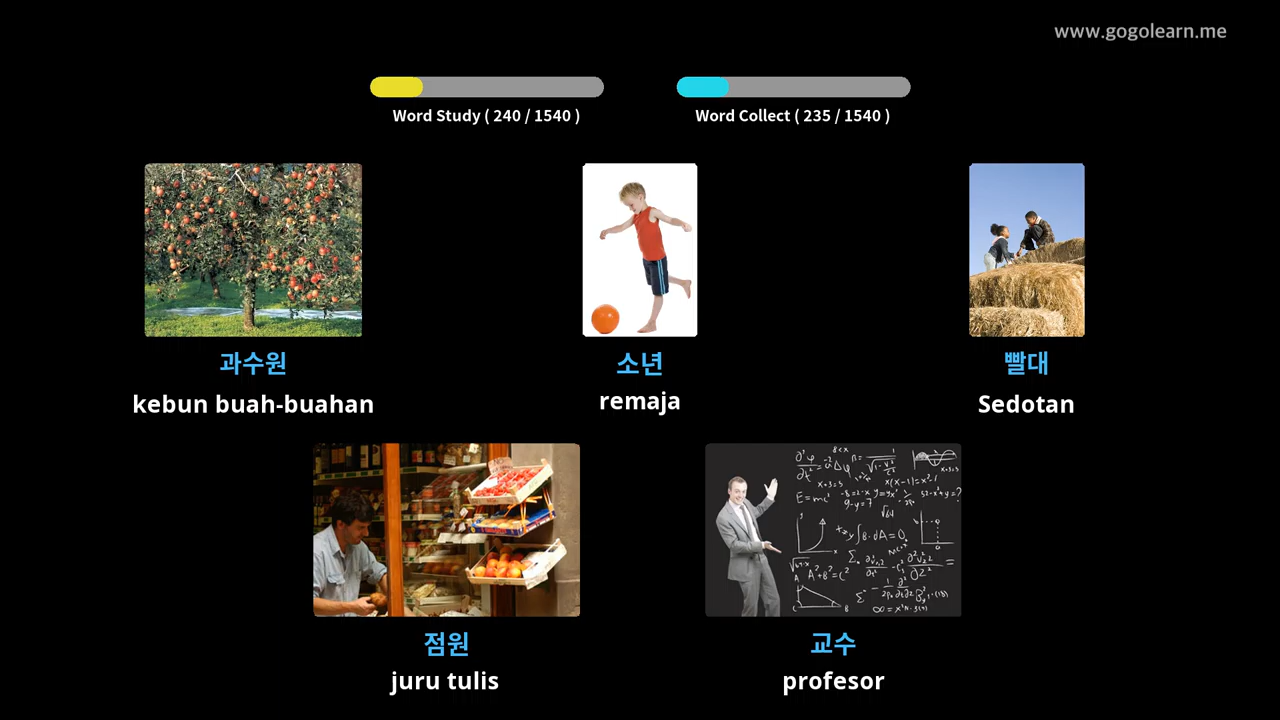 www.gogolearn.me
Word Study ( 240 / 1540 )
Word Collect ( 235 / 1540 )
과수원
소년
빨대
kebun buah-buahan
remaja
Sedotan
점원
교수
juru tulis
profesor